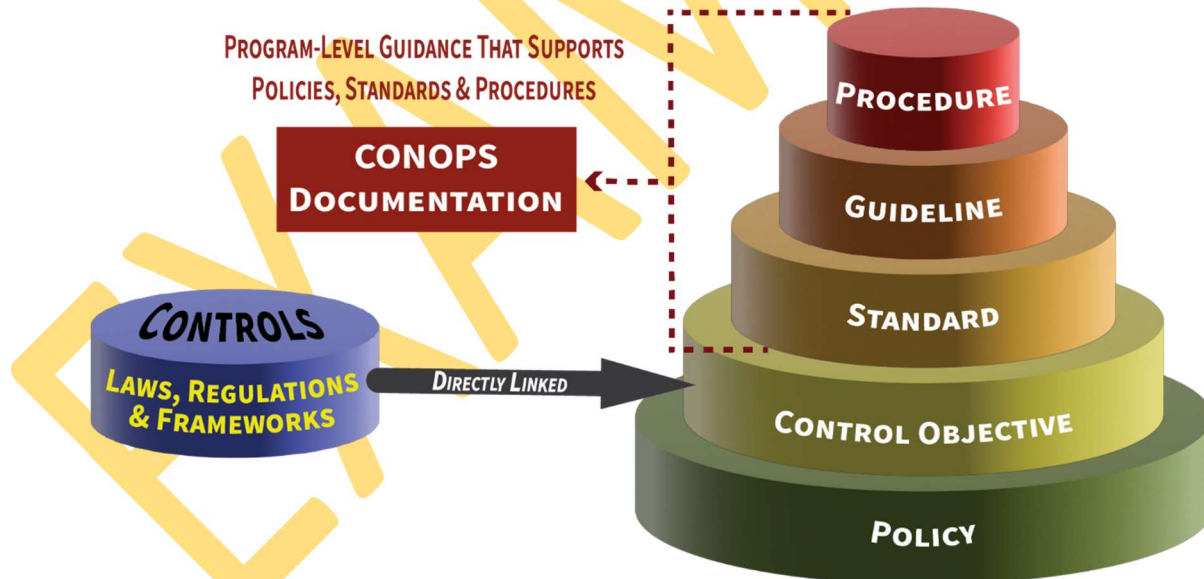 PROGRAM-LEVEL GUIDANCE THAT SUPPORTS
POLICIES, STANDARDS & PROCEDURES
CONOPS
DOCUMENTATION
CONTROLS
LAWS, REGULATIONS
& FRAMEWORKS
DIRECTLY LINKED
PROCEDURE
GUIDELINE
STANDARD
CONTROL OBJECTIVE
POLICY